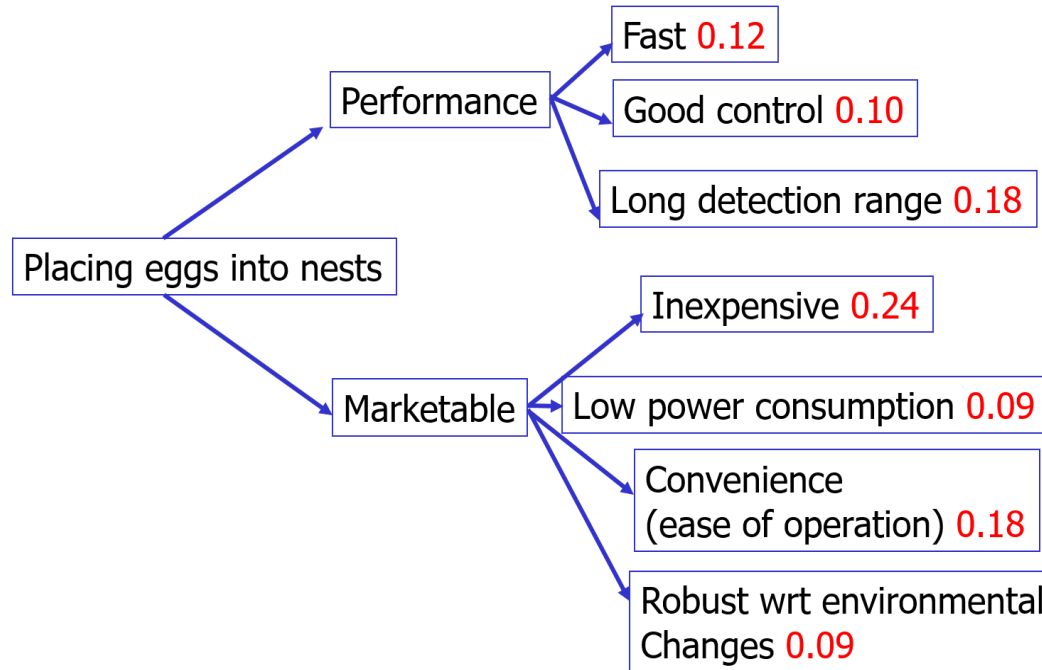 Fast 0.12
Performance
Good control 0.10
Long detection range 0.18
Placing eggs into nests
Inexpensive 0.24
Marketable
Low power consumption 0.09
Convenience
(ease of operation) 0.18
Robust wrt environmental
Changes 0.09